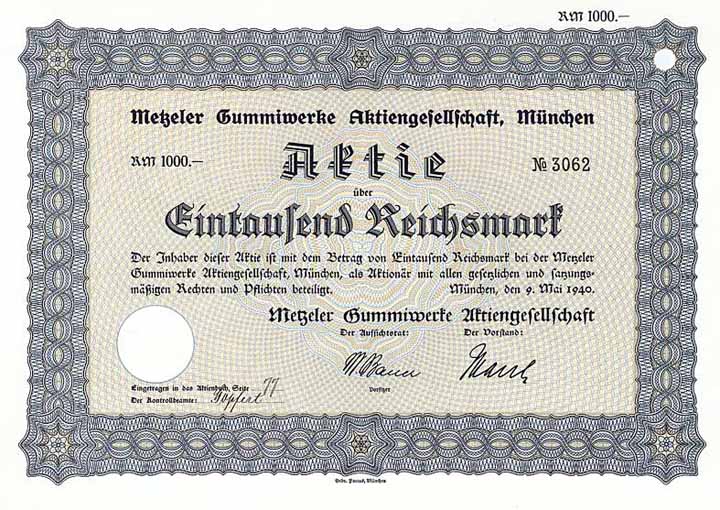 RM 1000.—
Metzeler Gummiwerke Aktiengesellschaft, München
RM 1000.—
Aktie
№ 3062
über
Eintausend Reichsmark
Der Inhaber dieser Aktie ist mit dem Betrag von Eintausend Reichsmark bei der Metzeler
Gummiwerke Aktiengesellschaft, München, als Aktionär mit allen gesetzlichen und satzungs-
mäßigen Rechten und Pflichten beteiligt.
München, den 9. Mai 1940.
Metzeler Gummiwerke Aktiengesellschaft
Der Aufsichtsrat:
Der Vorstand:
Vorsitzer
Eingetragen in das Aktienbuch, Seite 77
Der Kontrollbeamte:
Gebr. Parcus, München